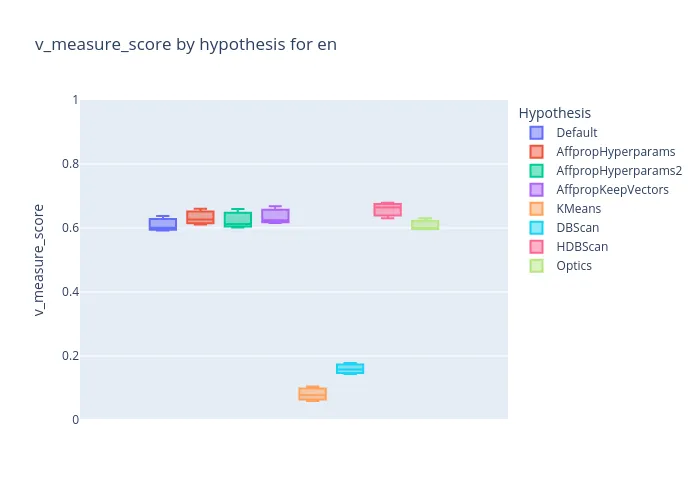 v_measure_score by hypothesis for en
v_measure_score
1
0.8
0.6
0.4
0.2
0
Hypothesis
Default
AffpropHyperparams
AffpropHyperparams2
AffpropKeepVectors
KMeans
DBScan
HDBScan
Optics